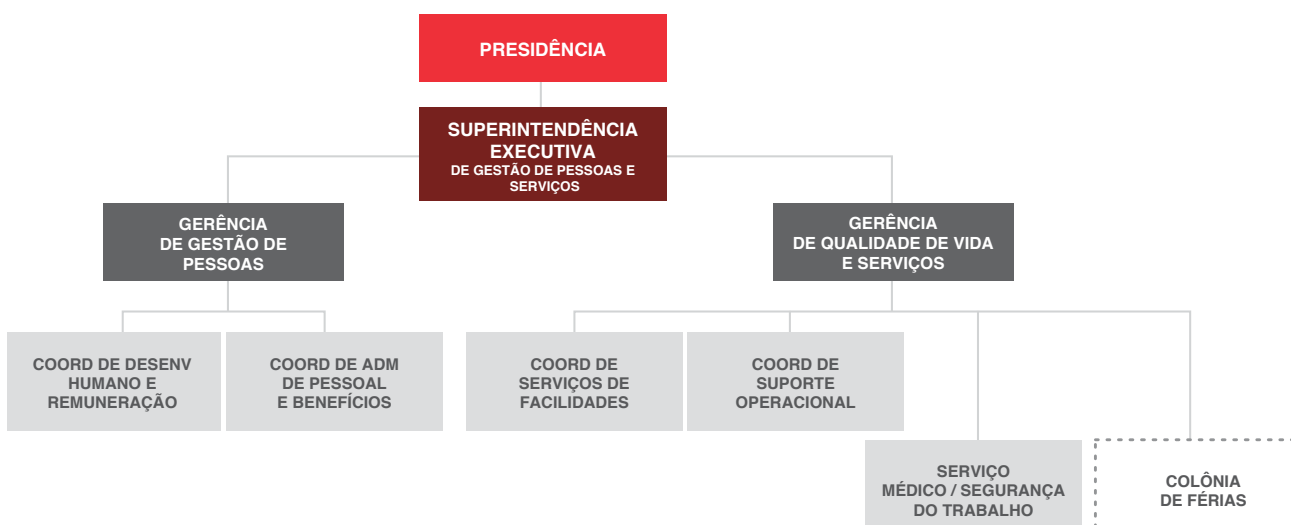 PRESIDÊNCIA
SUPERINTENDÊNCIA
EXECUTIVA
DE GESTÃO DE PESSOAS E
SERVIÇOS
GERÊNCIA
DE GESTÃO DE
PESSOAS
GERÊNCIA
DE QUALIDADE DE VIDA
E SERVIÇOS
COORD DE DESENV
HUMANO E
REMUNERAÇÃO
COORD DE ADM
DE PESSOAL
E BENEFÍCIOS
COORD DE
SERVIÇOS DE
FACILIDADES
COORD DE
SUPORTE
OPERACIONAL
SERVIÇO
MÉDICO / SEGURANÇA
DO TRABALHO
COLÔNIA
DE FÉRIAS